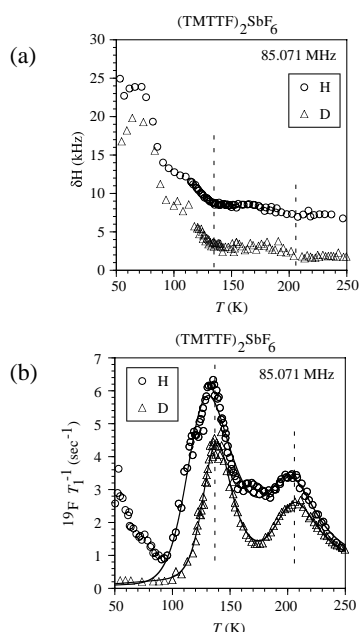 (TMTTF)₂SbF₆
(a)
85.071 MHz
H
D
δH (kHz)
30
25
20
15
10
5
0
50 100 150 200 250
T (K)
(TMTTF)₂SbF₆
(b)
85.071 MHz
H
D
¹⁹F T₁⁻¹ (sec⁻¹)
7
6
5
4
3
2
1
0
50 100 150 200 250
T (K)